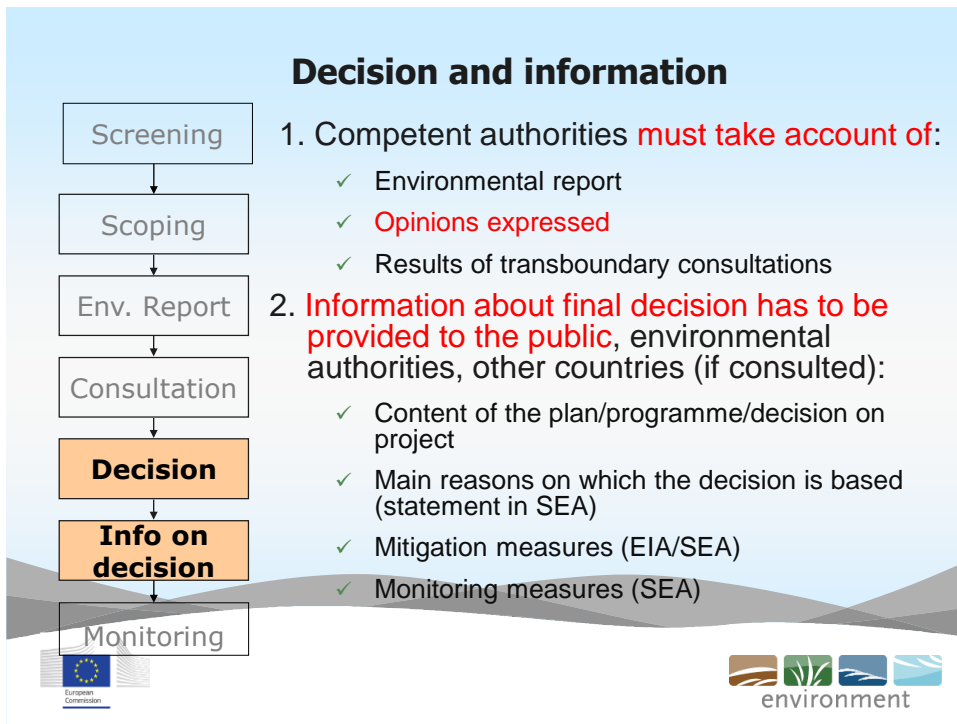 Decision and information
Screening
Scoping
Env. Report
Consultation
Decision
Info on
decision
Monitoring
1. Competent authorities must take account of:
✓ Environmental report
✓ Opinions expressed
✓ Results of transboundary consultations
2. Information about final decision has to be
provided to the public, environmental
authorities, other countries (if consulted):
✓ Content of the plan/programme/decision on
project
✓ Main reasons on which the decision is based
(statement in SEA)
✓ Mitigation measures (EIA/SEA)
✓ Monitoring measures (SEA)
European
Commission
environment